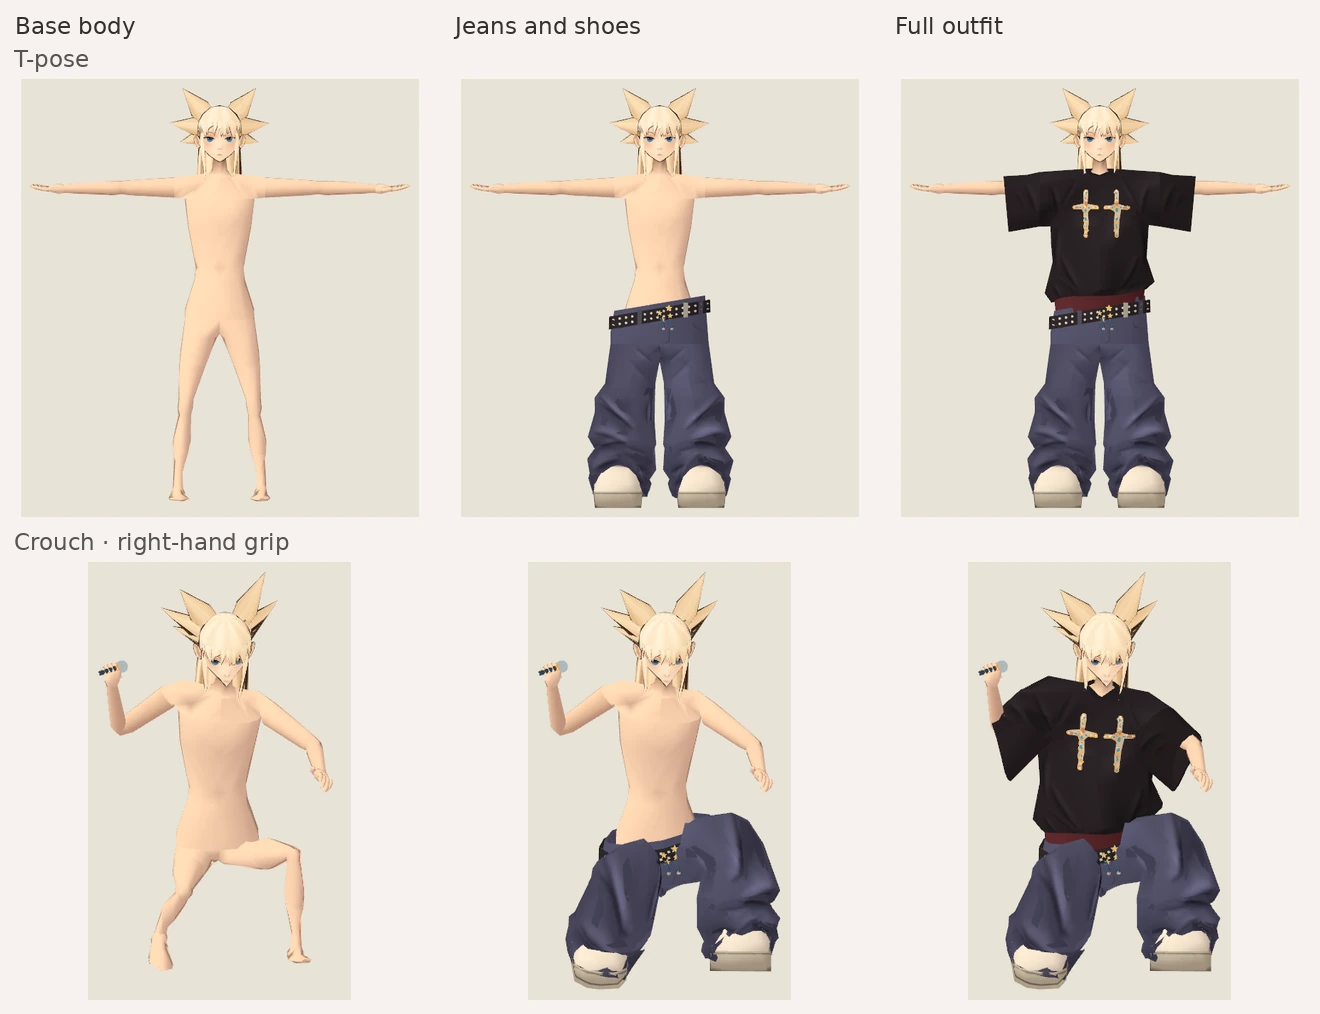 Base body
Jeans and shoes
Full outfit
T-pose
Crouch · right-hand grip